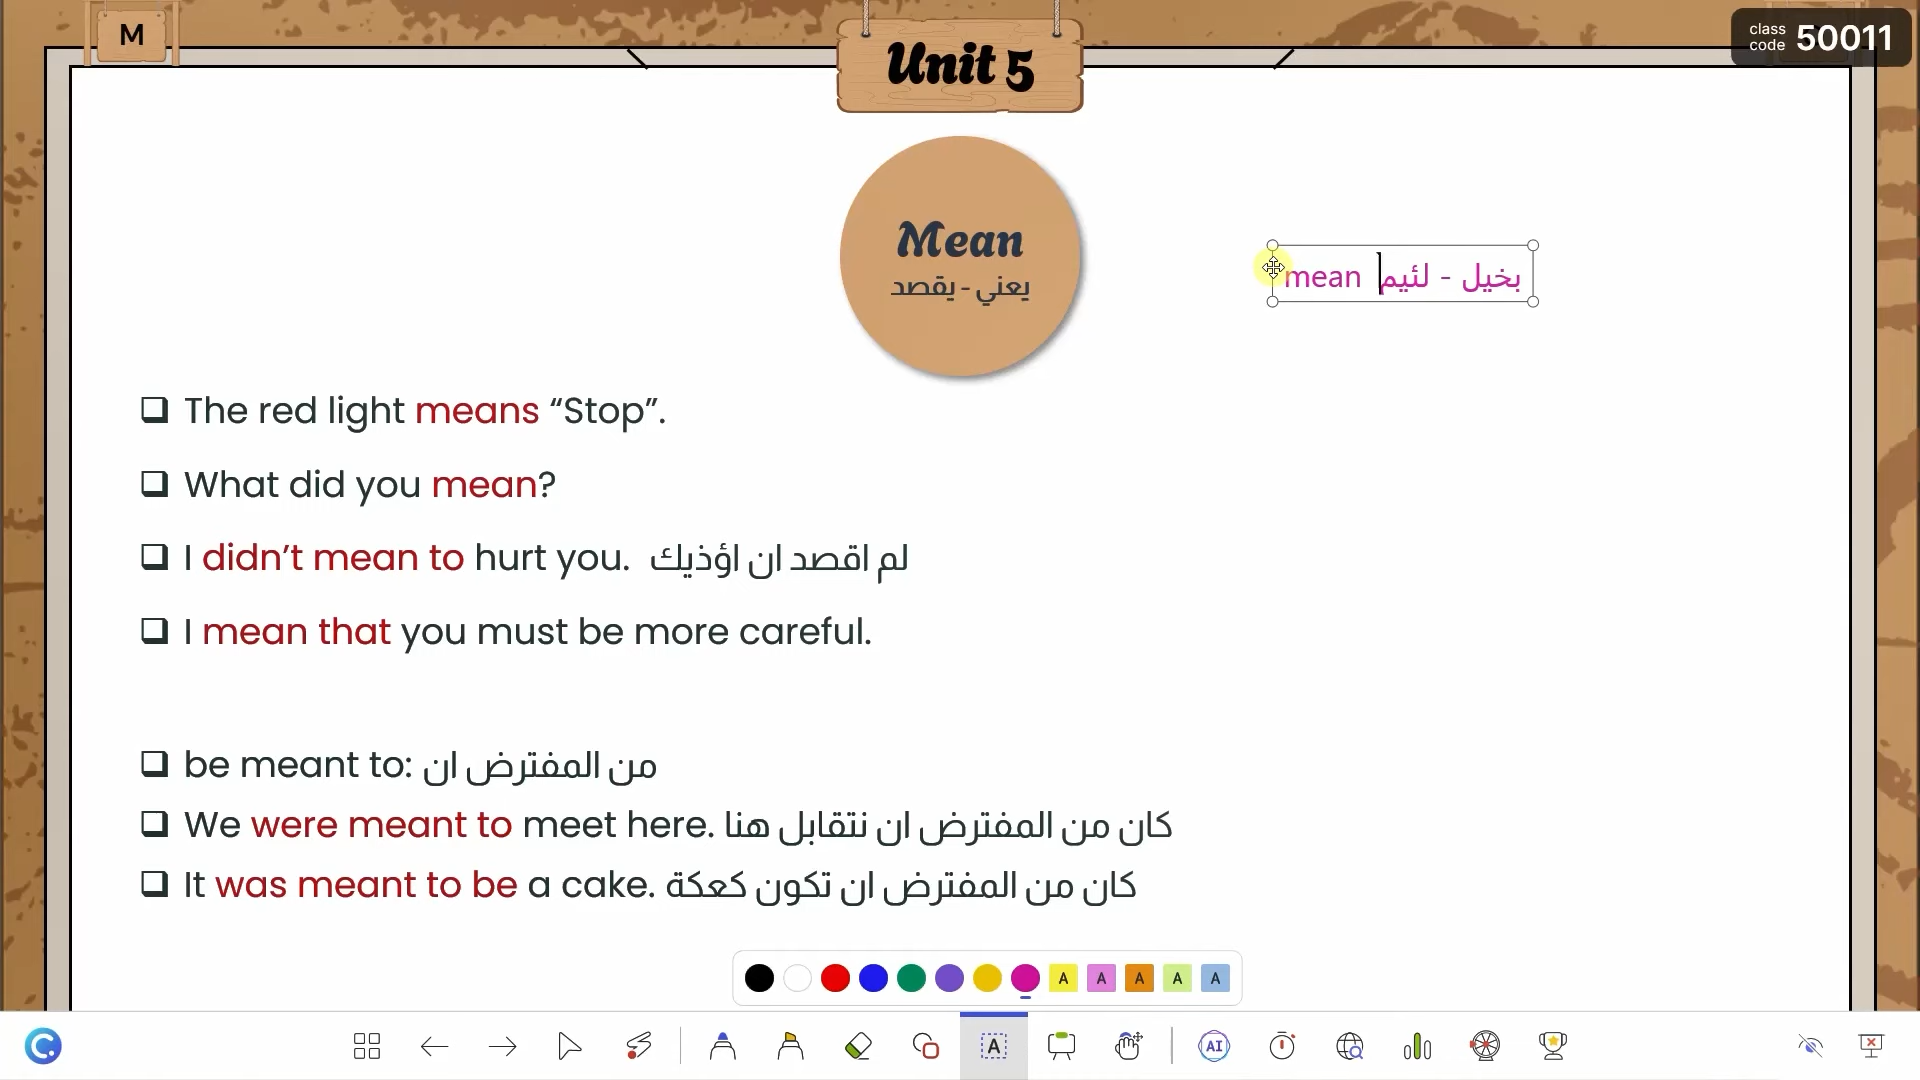 M
Unit 5
class code 50011
Mean
يعني - يقصد
mean بخيل - لئيم
❑ The red light means “Stop”.
❑ What did you mean?
❑ I didn’t mean to hurt you. لم اقصد ان اؤذيك
❑ I mean that you must be more careful.
❑ be meant to: من المفترض ان
❑ We were meant to meet here. كان من المفترض ان نتقابل هنا
❑ It was meant to be a cake. كان من المفترض ان تكون كعكة
A A A A A
A AI